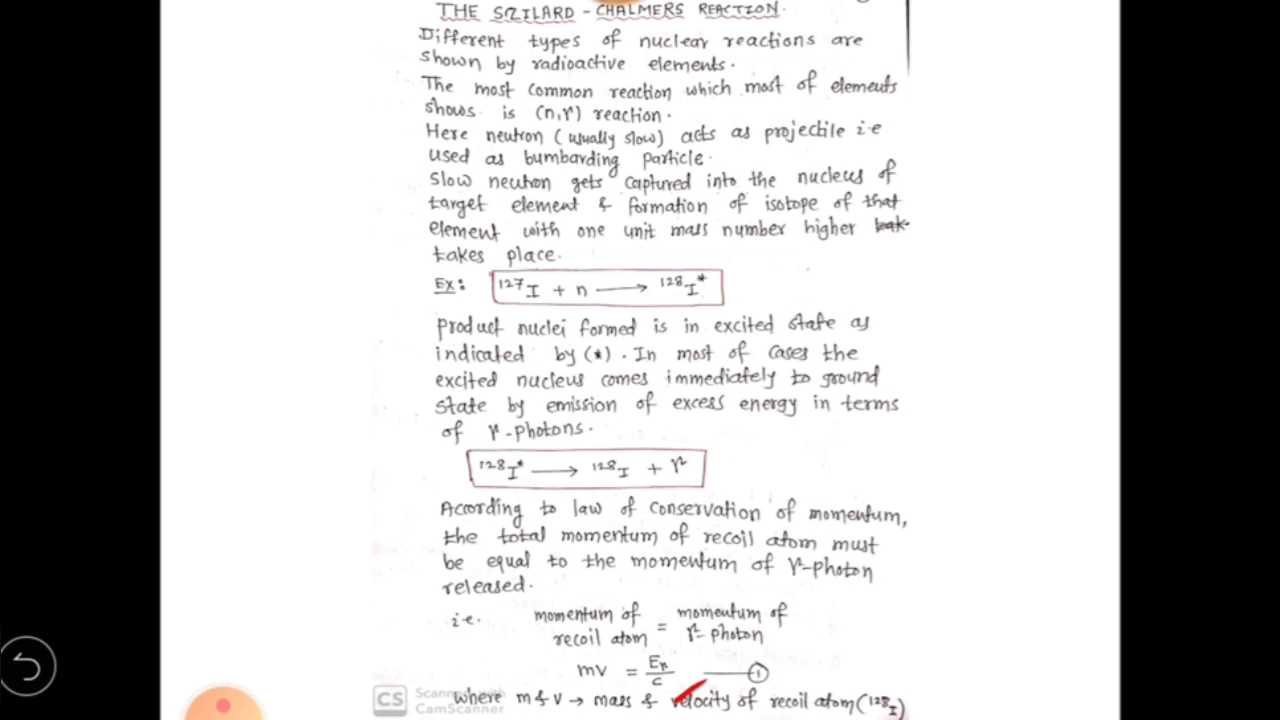 THE SZILARD - CHALMERS REACTION.
Different types of nuclear reactions are
shown by radioactive elements.
The most common reaction which most of elements
shows is (n,γ) reaction.
Here neutron (usually slow) acts as projectile i.e
used as bumbarding particle.
Slow neutron gets captured into the nucleus of
target element & formation of isotope of that
element with one unit mass number higher
takes place.
Ex: ¹²⁷I + n ⟶ ¹²⁸I*
product nuclei formed is in excited state as
indicated by (*). In most of cases the
excited nucleus comes immediately to ground
state by emission of excess energy in terms
of γ-photons.
¹²⁸I* ⟶ ¹²⁸I + γ
According to law of conservation of momentum,
the total momentum of recoil atom must
be equal to the momentum of γ-photon
released.
i.e. momentum of recoil atom = momentum of γ-photon
mv = Eγ/c —— ①
where m & v → mass & velocity of recoil atom (¹²⁸I)
CS Scanned with
CamScanner